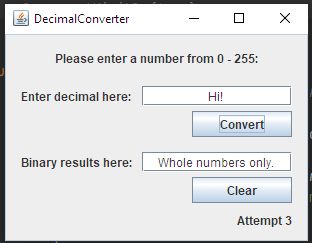 DecimalConverter
Please enter a number from 0 - 255:
Enter decimal here: Hi!
Convert
Binary results here: Whole numbers only.
Clear
Attempt 3